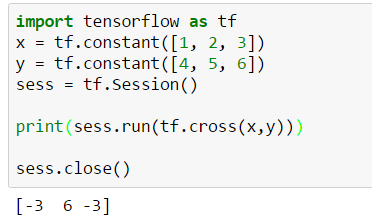 import tensorflow as tf
x = tf.constant([1, 2, 3])
y = tf.constant([4, 5, 6])
sess = tf.Session()
print(sess.run(tf.cross(x,y)))
sess.close()
[-3  6 -3]